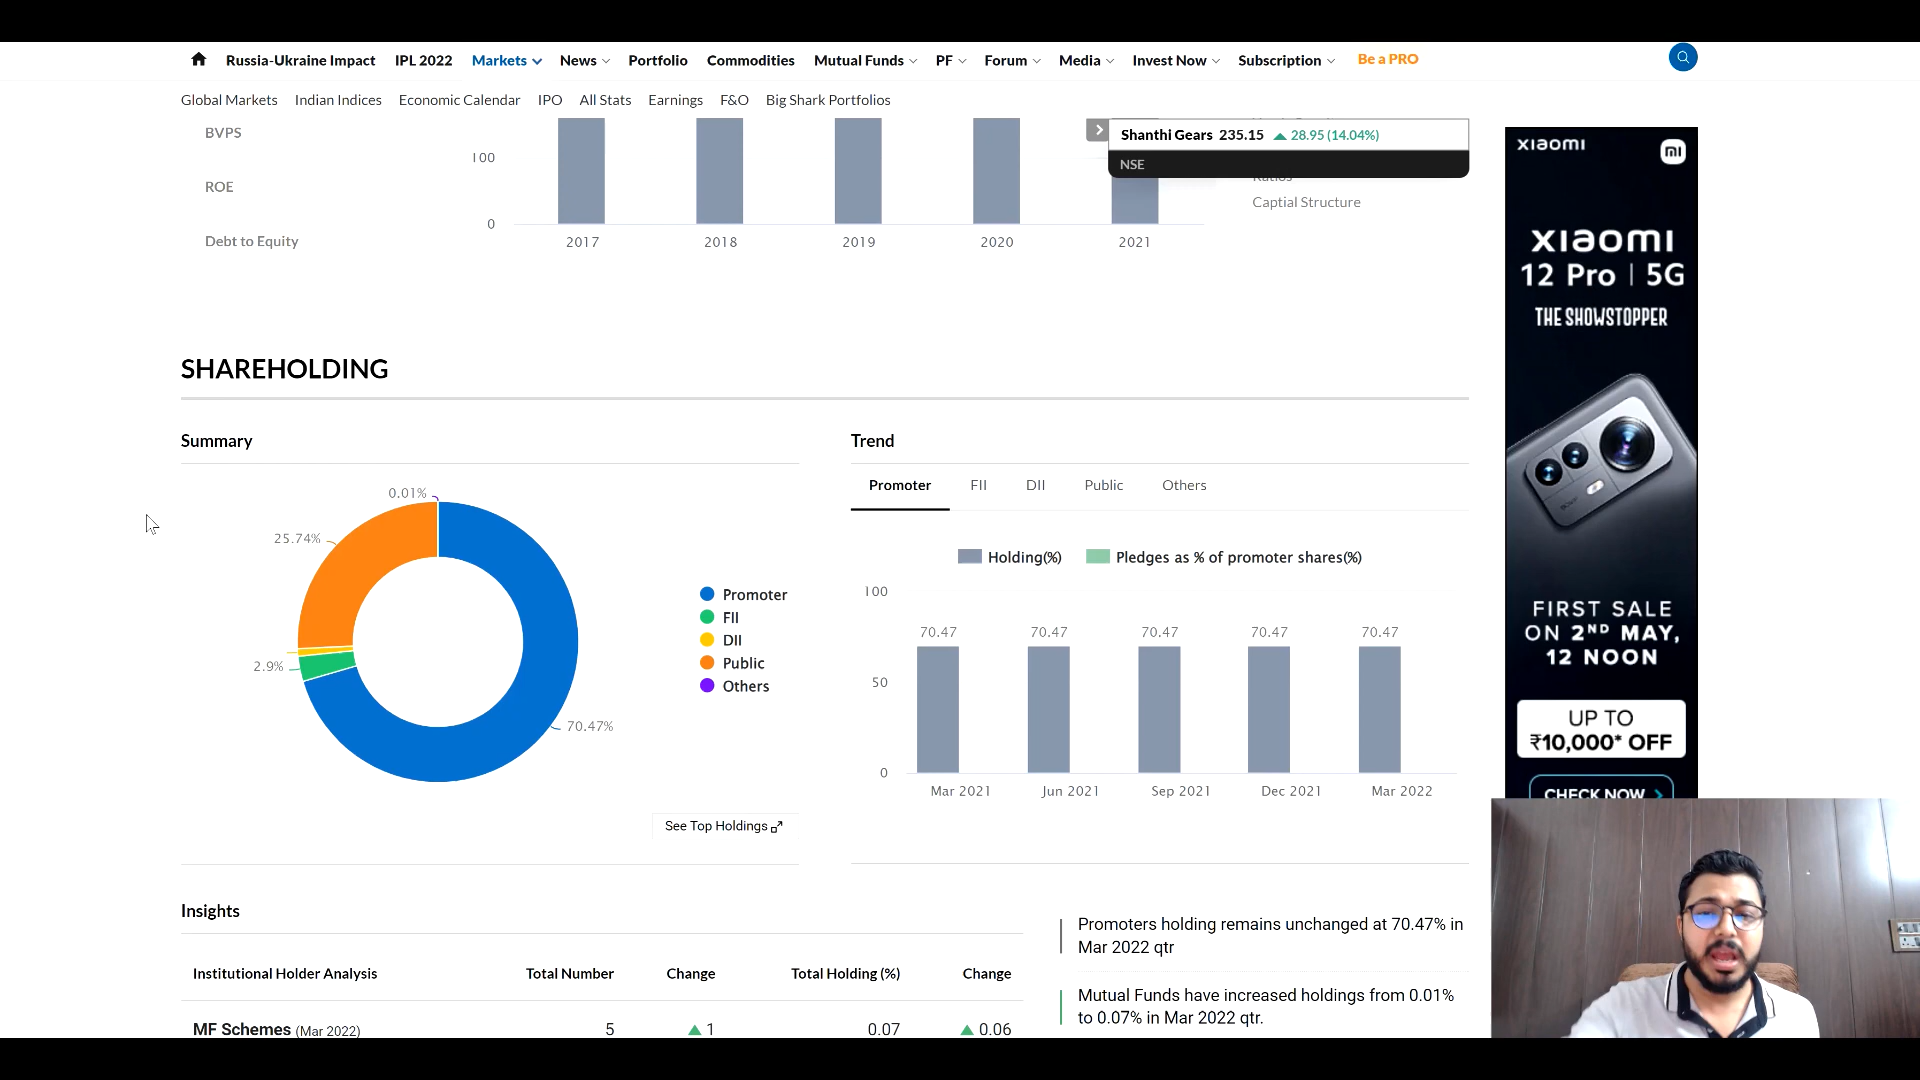 Russia-Ukraine Impact IPL 2022 Markets News Portfolio Commodities Mutual Funds PF Forum Media Invest Now Subscription Be a PRO
Global Markets Indian Indices Economic Calendar IPO All Stats Earnings F&O Big Shark Portfolios
BVPS
ROE
Debt to Equity
100
0
2017 2018 2019 2020 2021
Shanthi Gears 235.15 28.95 (14.04%)
NSE
Ratios
Captial Structure
SHAREHOLDING
Summary
0.01%
25.74%
2.9%
70.47%
Promoter
FII
DII
Public
Others
See Top Holdings
Trend
Promoter FII DII Public Others
Holding(%) Pledges as % of promoter shares(%)
100
50
0
70.47 70.47 70.47 70.47 70.47
Mar 2021 Jun 2021 Sep 2021 Dec 2021 Mar 2022
Insights
Institutional Holder Analysis Total Number Change Total Holding (%) Change
MF Schemes (Mar 2022) 5 1 0.07 0.06
Promoters holding remains unchanged at 70.47% in
Mar 2022 qtr
Mutual Funds have increased holdings from 0.01%
to 0.07% in Mar 2022 qtr.
xiaomi
mi
xiaomi
12 Pro | 5G
THE SHOWSTOPPER
FIRST SALE
ON 2ND MAY,
12 NOON
UP TO
₹10,000* OFF
CHECK NOW